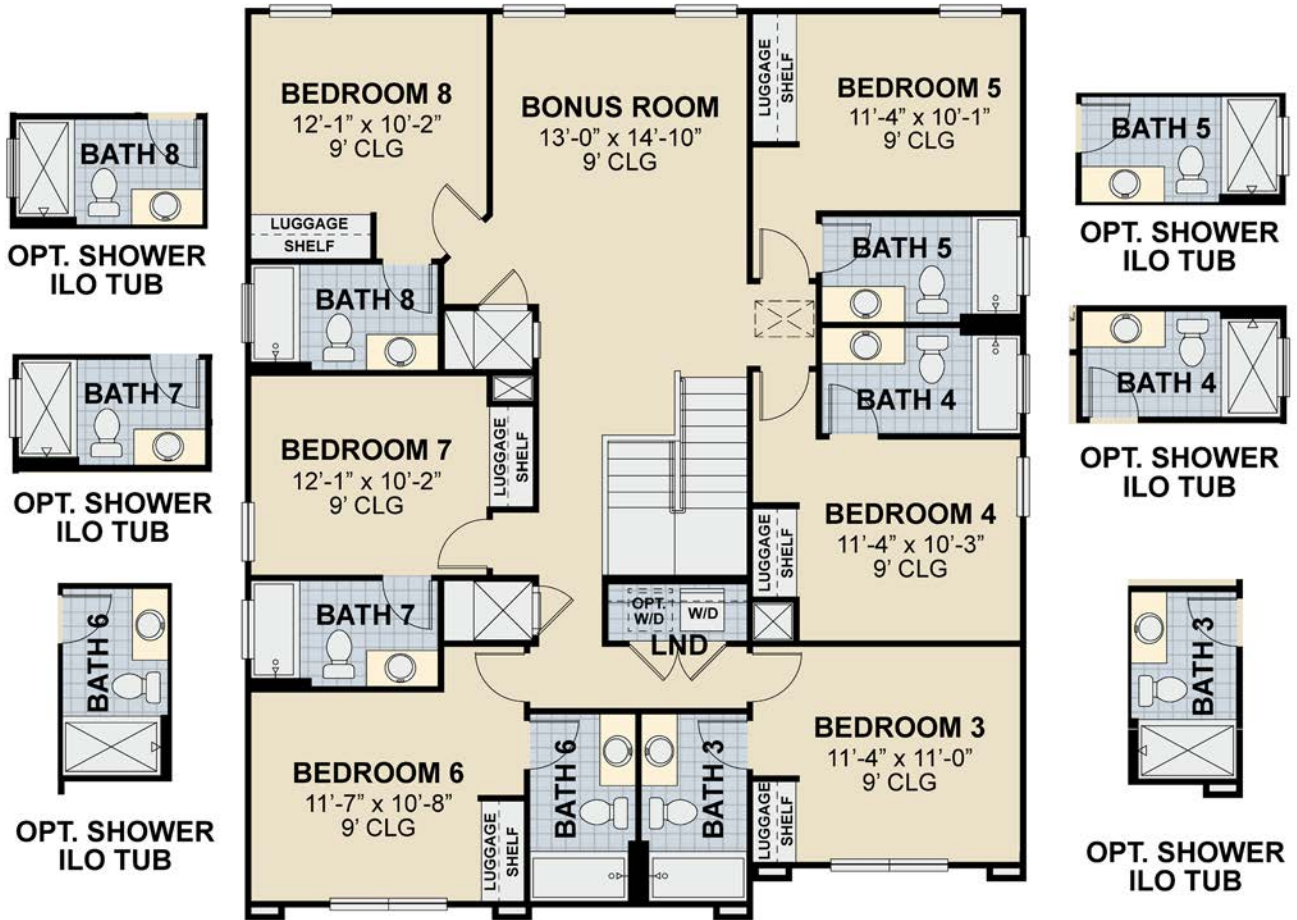 BEDROOM 8
12’-1” x 10’-2”
9’ CLG
LUGGAGE
SHELF
BONUS ROOM
13’-0” x 14’-10”
9’ CLG
LUGGAGE
SHELF
BEDROOM 5
11’-4” x 10’-1”
9’ CLG
BATH 8
OPT. SHOWER
ILO TUB
BATH 5
OPT. SHOWER
ILO TUB
BATH 8
BATH 5
BATH 4
BATH 7
OPT. SHOWER
ILO TUB
BATH 4
OPT. SHOWER
ILO TUB
BEDROOM 7
12’-1” x 10’-2”
9’ CLG
LUGGAGE
SHELF
BEDROOM 4
11’-4” x 10’-3”
9’ CLG
LUGGAGE
SHELF
BATH 7
OPT.
W/D
W/D
LND
BATH 6
OPT. SHOWER
ILO TUB
BEDROOM 6
11’-7” x 10’-8”
9’ CLG
LUGGAGE
SHELF
BATH 6
BATH 3
BEDROOM 3
11’-4” x 11’-0”
9’ CLG
LUGGAGE
SHELF
BATH 3
OPT. SHOWER
ILO TUB